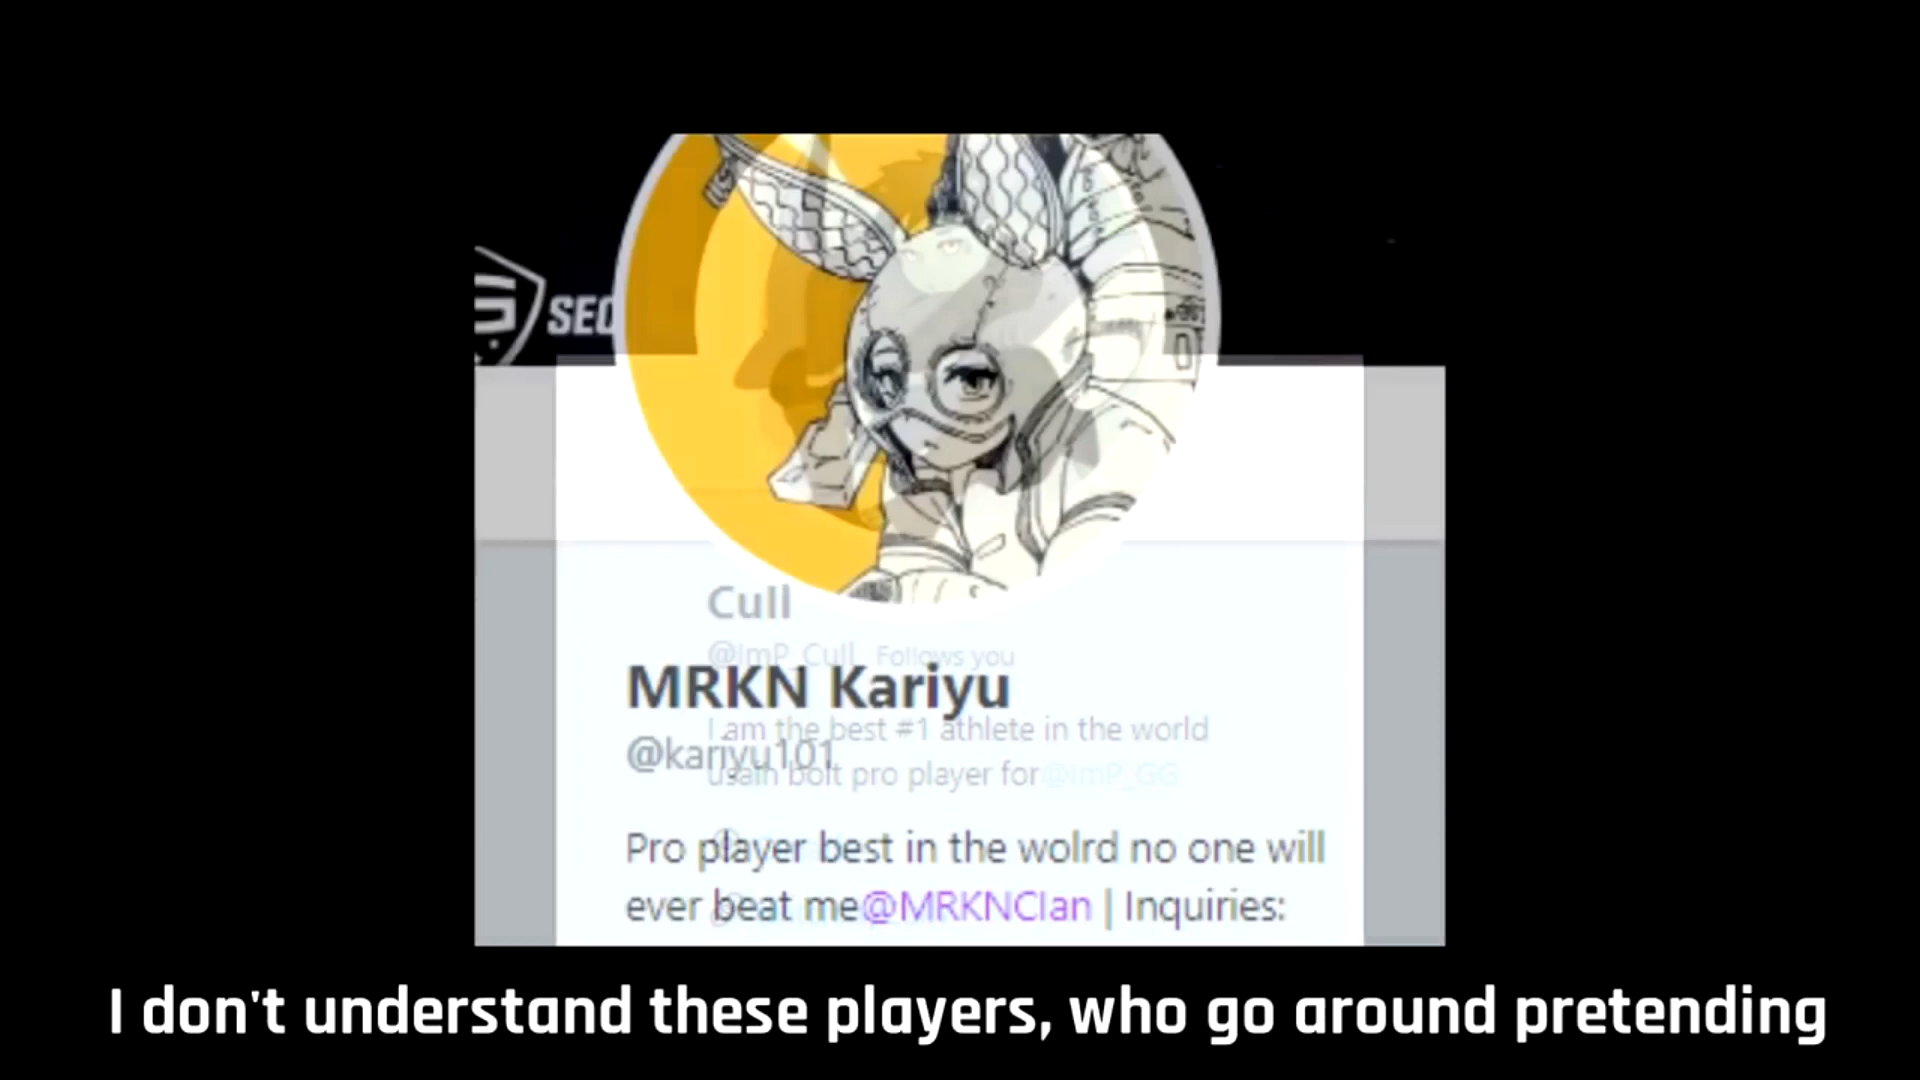 SEC
Cull
@ImP_Cull Follows you
MRKN Kariyu
I am the best #1 athlete in the world
@kariyu101
usain bolt pro player for @ImP_GG
Pro player best in the wolrd no one will
ever beat me@MRKNClan | Inquiries:
I don't understand these players, who go around pretending